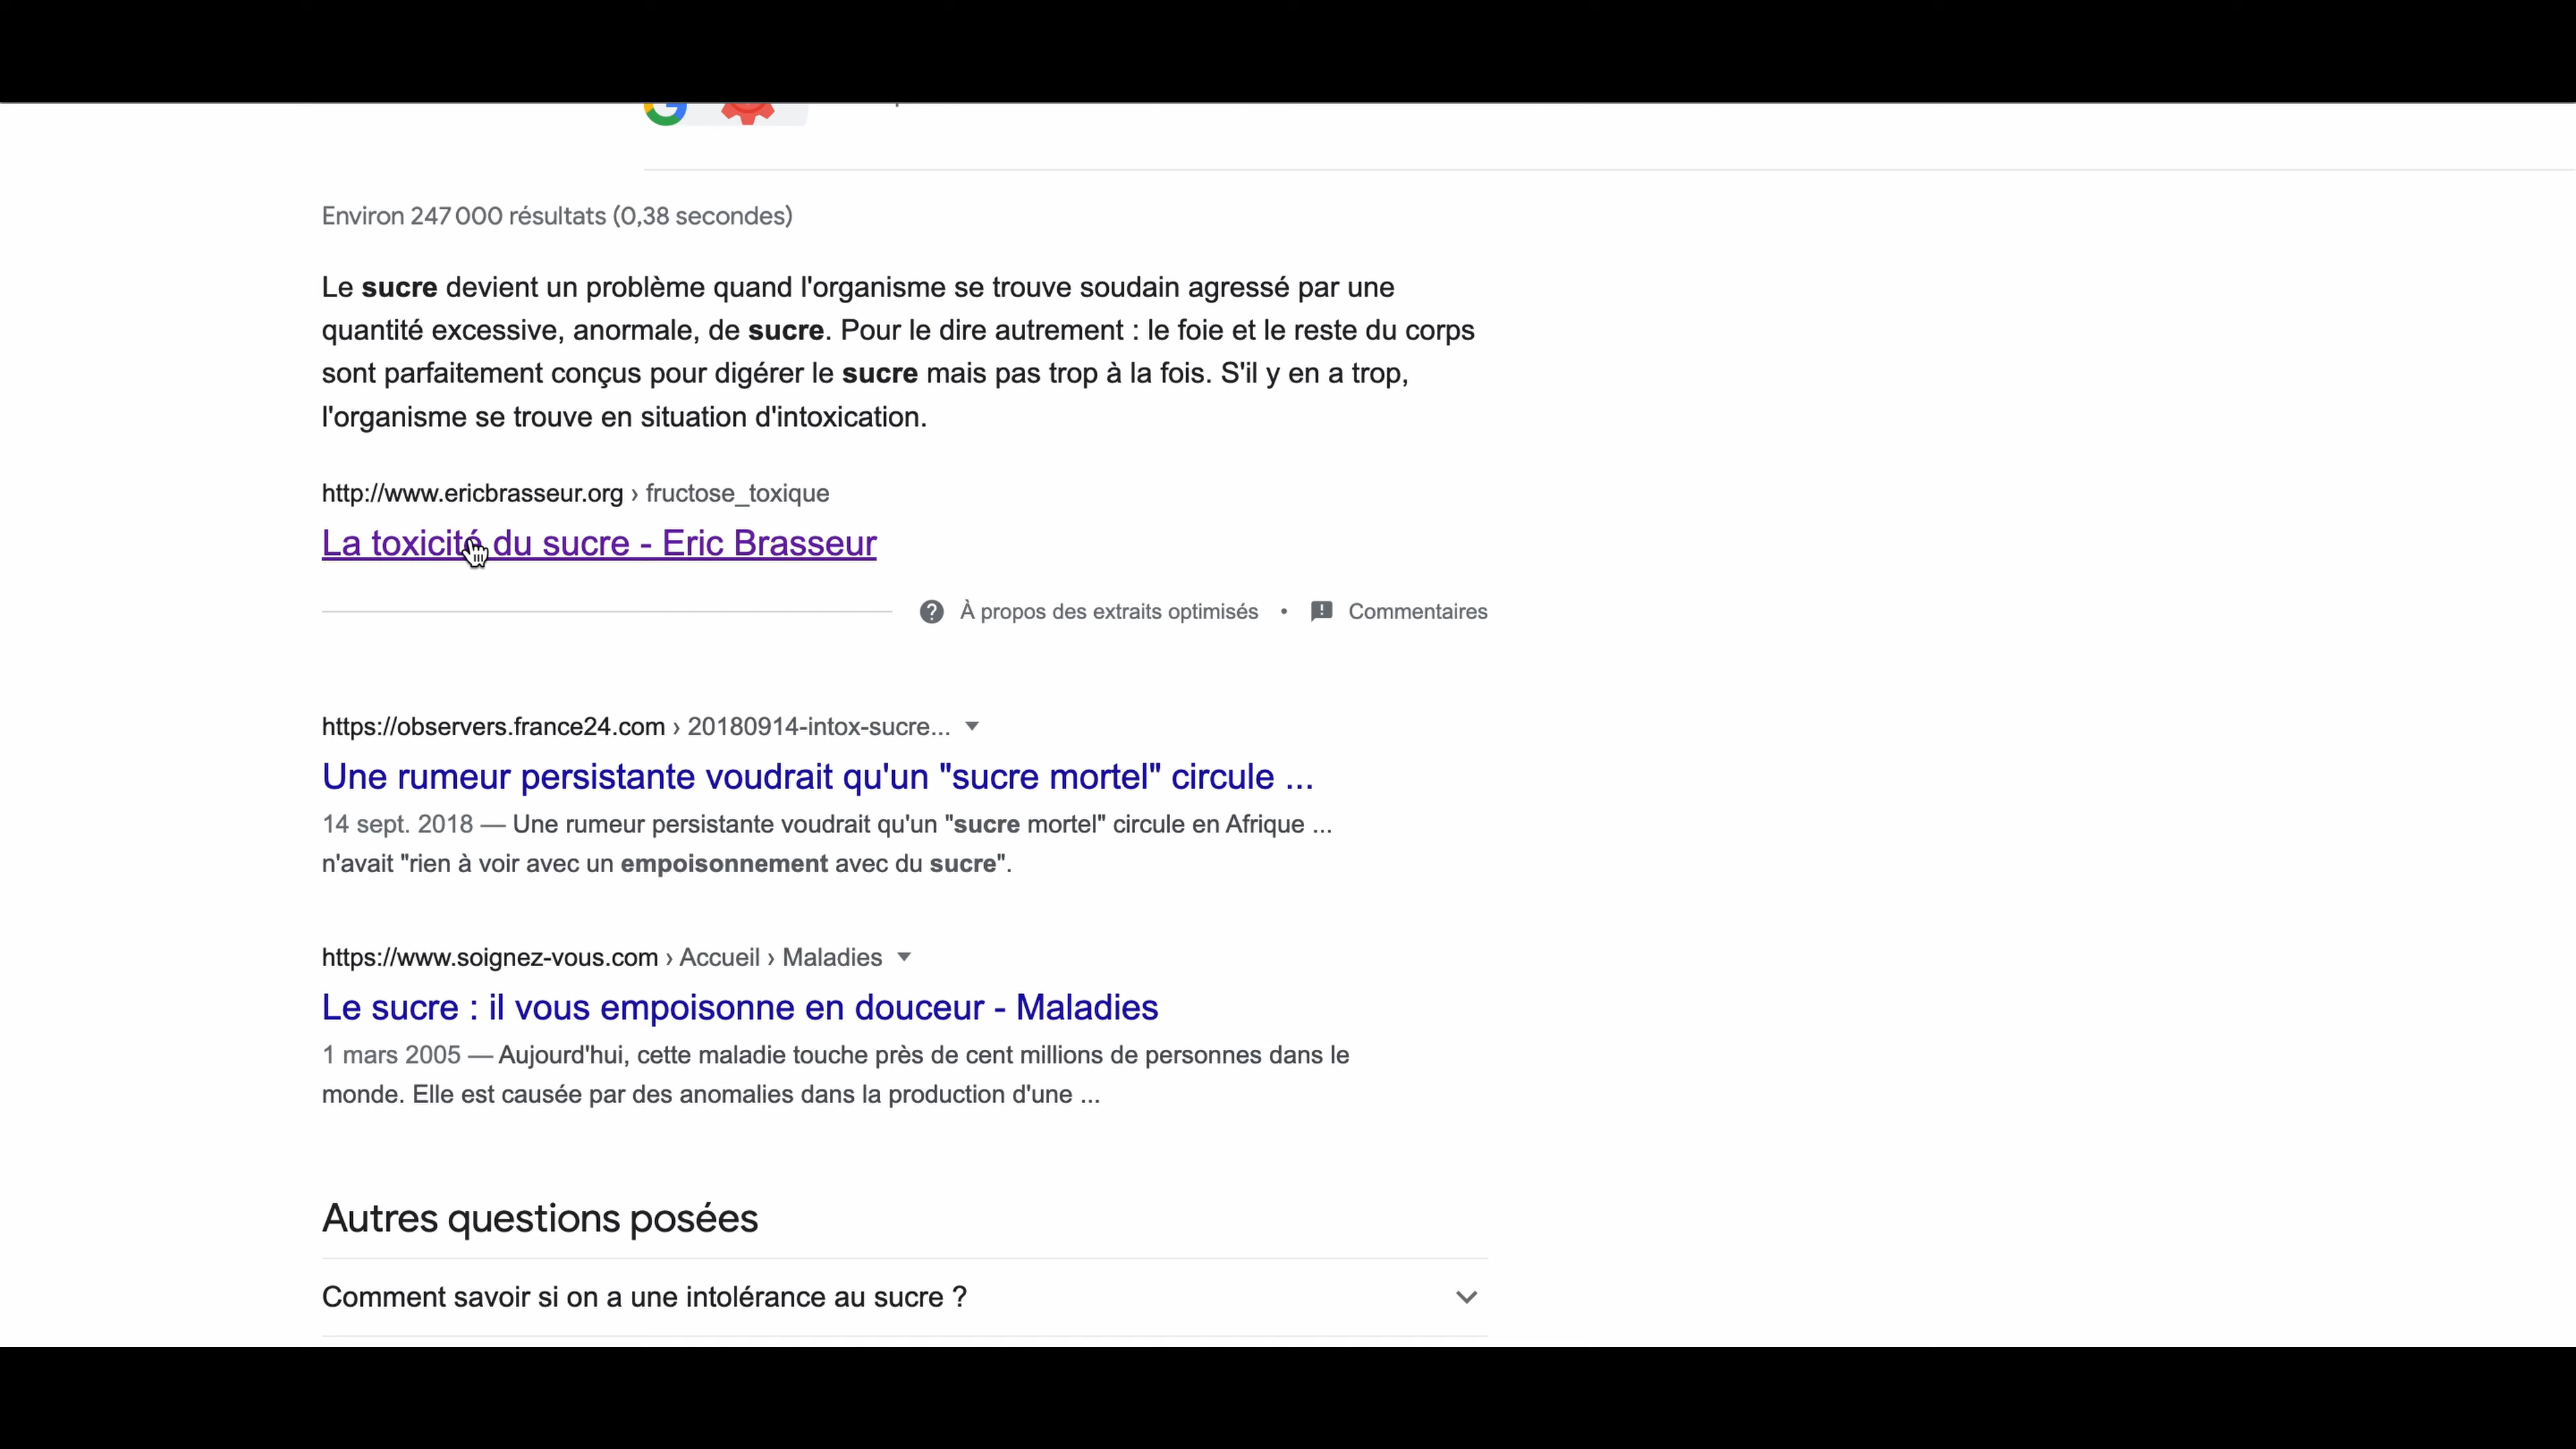 Environ 247 000 résultats (0,38 secondes)
Le sucre devient un problème quand l'organisme se trouve soudain agressé par une
quantité excessive, anormale, de sucre. Pour le dire autrement : le foie et le reste du corps
sont parfaitement conçus pour digérer le sucre mais pas trop à la fois. S'il y en a trop,
l'organisme se trouve en situation d'intoxication.
http://www.ericbrasseur.org › fructose_toxique
La toxicité du sucre - Eric Brasseur
À propos des extraits optimisés • Commentaires
https://observers.france24.com › 20180914-intox-sucre...
Une rumeur persistante voudrait qu'un "sucre mortel" circule ...
14 sept. 2018 — Une rumeur persistante voudrait qu'un "sucre mortel" circule en Afrique ...
n'avait "rien à voir avec un empoisonnement avec du sucre".
https://www.soignez-vous.com › Accueil › Maladies
Le sucre : il vous empoisonne en douceur - Maladies
1 mars 2005 — Aujourd'hui, cette maladie touche près de cent millions de personnes dans le
monde. Elle est causée par des anomalies dans la production d'une ...
Autres questions posées
Comment savoir si on a une intolérance au sucre ?